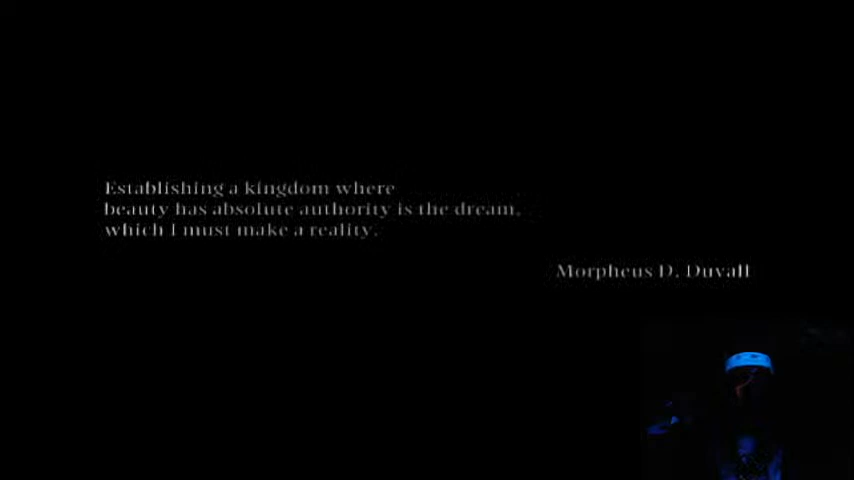 Establishing a kingdom where
beauty has absolute authority is the dream,
which I must make a reality.
Morpheus D. Duvall